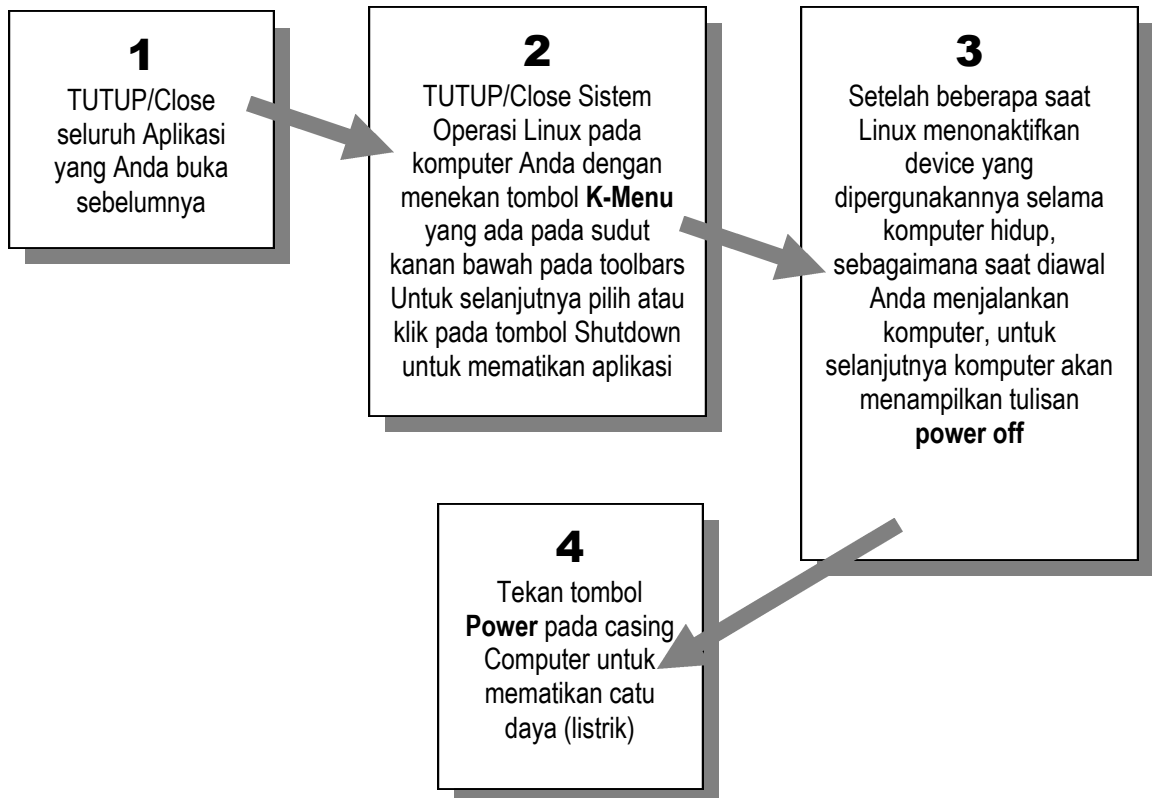 1
TUTUP/Close
seluruh Aplikasi
yang Anda buka
sebelumnya
2
TUTUP/Close Sistem
Operasi Linux pada
komputer Anda dengan
menekan tombol K-Menu
yang ada pada sudut
kanan bawah pada toolbars
Untuk selanjutnya pilih atau
klik pada tombol Shutdown
untuk mematikan aplikasi
3
Setelah beberapa saat
Linux menonaktifkan
device yang
dipergunakannya selama
komputer hidup,
sebagaimana saat diawal
Anda menjalankan
komputer, untuk
selanjutnya komputer akan
menampilkan tulisan
power off
4
Tekan tombol
Power pada casing
Computer untuk
mematikan catu
daya (listrik)